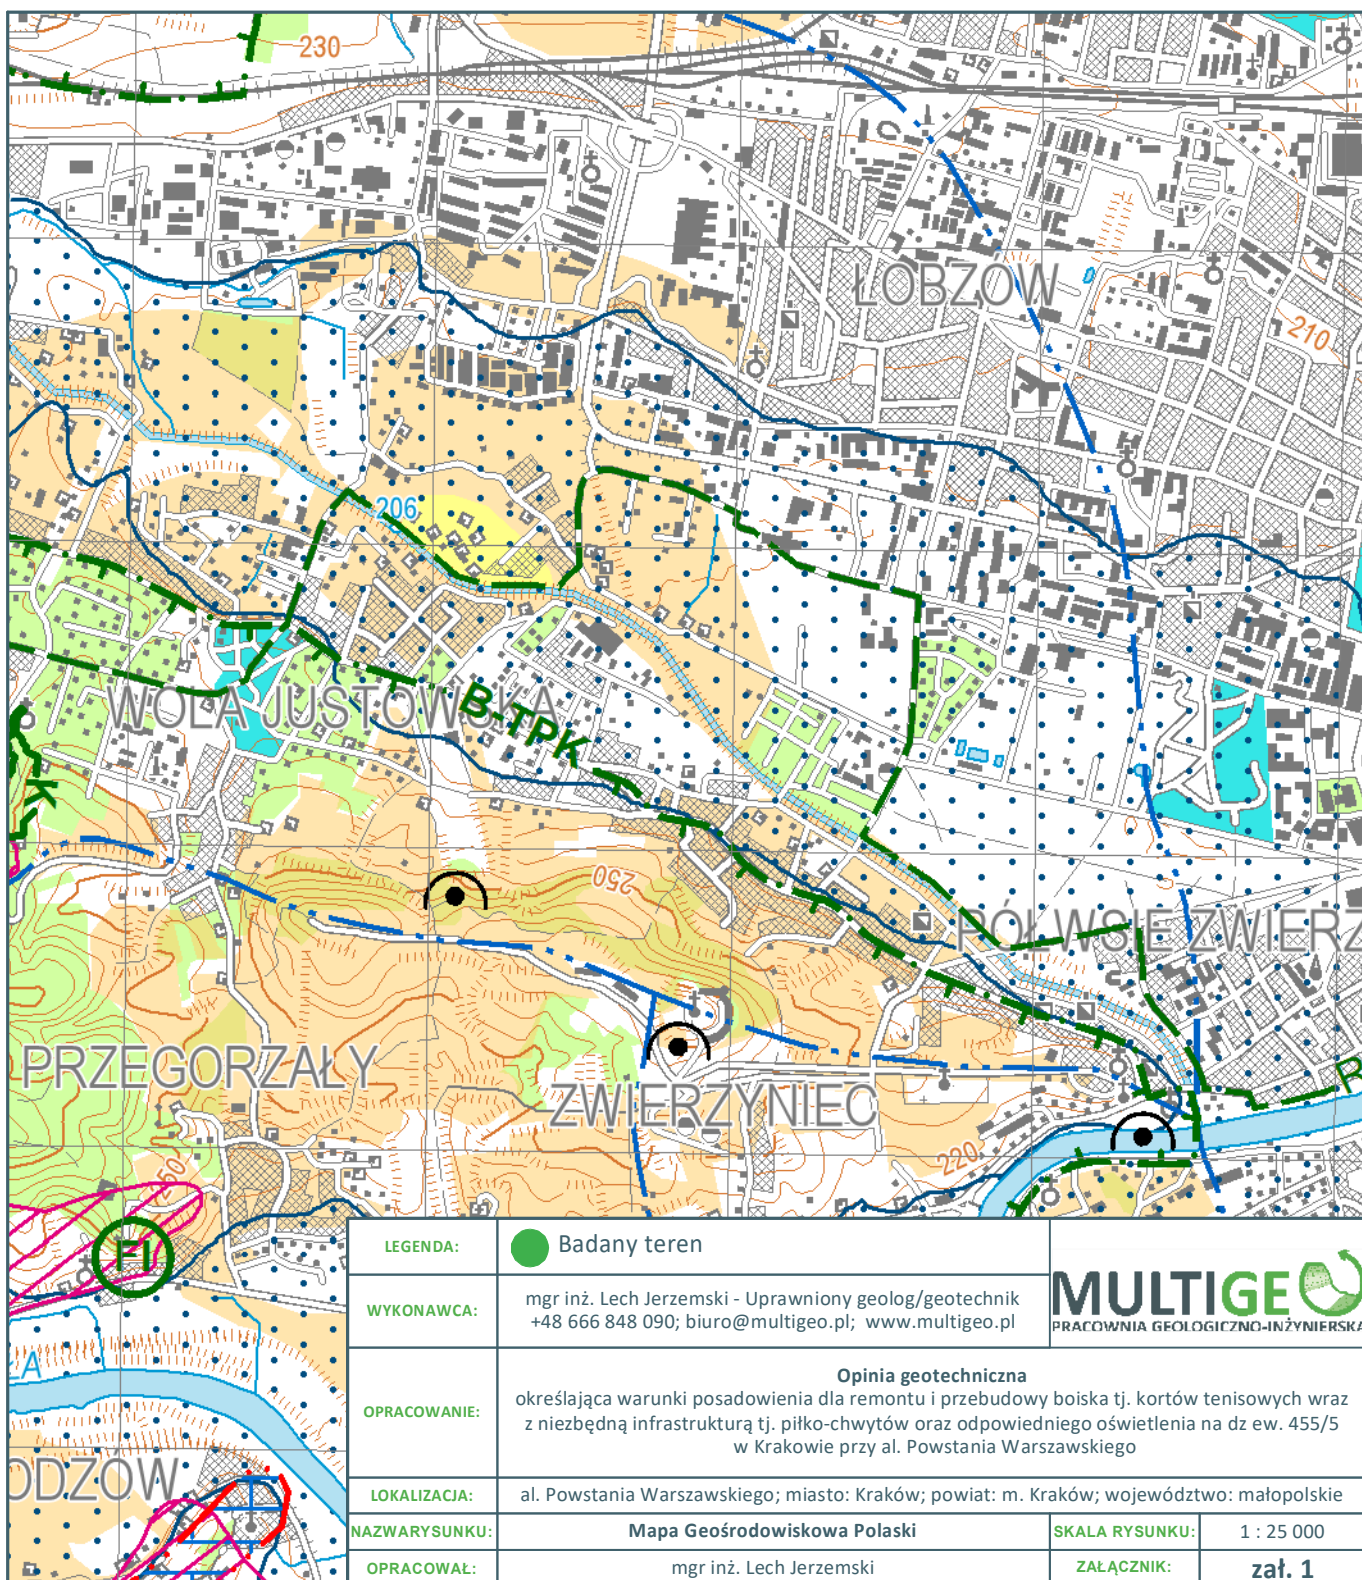 230
ŁOBZÓW
210
206
WOLA JUSTOWSKA
B-TPK
K
250
PÓŁWSIE ZWIERZ
PRZEGORZAŁY
ZWIERZYNIEC
R
220
250
FI
ŁA
ODZÓW
LEGENDA:
Badany teren
MULTIGEO
PRACOWNIA GEOLOGICZNO-INŻYNIERSKA
WYKONAWCA:
mgr inż. Lech Jerzemski - Uprawniony geolog/geotechnik
+48 666 848 090; biuro@multigeo.pl; www.multigeo.pl
OPRACOWANIE:
Opinia geotechniczna
określająca warunki posadowienia dla remontu i przebudowy boiska tj. kortów tenisowych wraz
z niezbędną infrastrukturą tj. piłko-chwytów oraz odpowiedniego oświetlenia na dz ew. 455/5
w Krakowie przy al. Powstania Warszawskiego
LOKALIZACJA:
al. Powstania Warszawskiego; miasto: Kraków; powiat: m. Kraków; województwo: małopolskie
NAZWARYSUNKU:
Mapa Geośrodowiskowa Polaski
SKALA RYSUNKU:
1 : 25 000
OPRACOWAŁ:
mgr inż. Lech Jerzemski
ZAŁĄCZNIK:
zał. 1